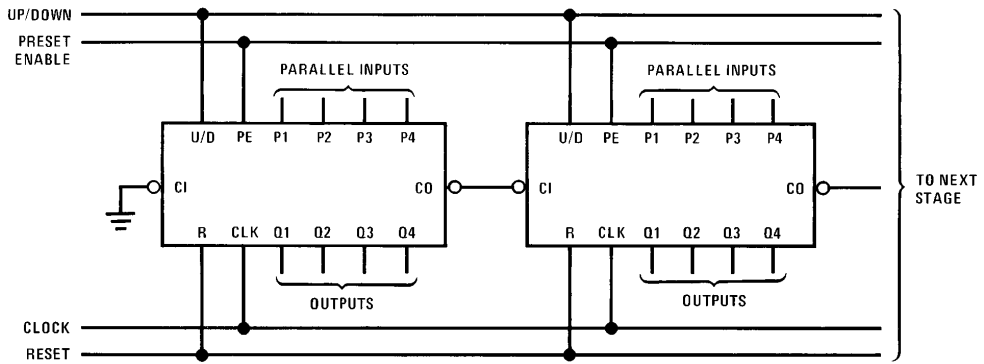 UP/DOWN
PRESET
ENABLE
PARALLEL INPUTS
PARALLEL INPUTS
U/D PE P1 P2 P3 P4
U/D PE P1 P2 P3 P4
CI CO
CI CO
TO NEXT
STAGE
R CLK Q1 Q2 Q3 Q4
R CLK Q1 Q2 Q3 Q4
OUTPUTS
OUTPUTS
CLOCK
RESET